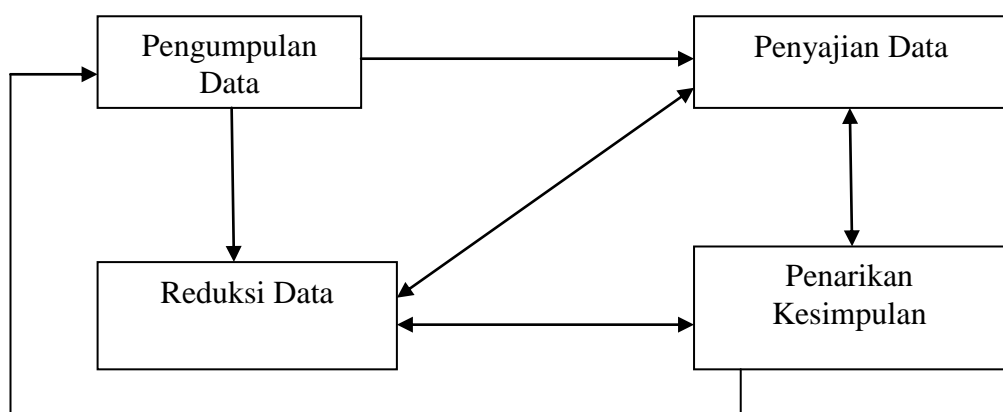 Pengumpulan
Data
Penyajian Data
Reduksi Data
Penarikan
Kesimpulan